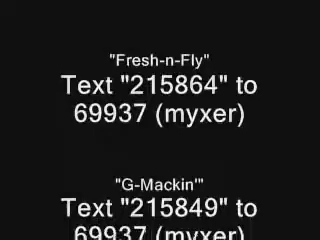 "Fresh-n-Fly"
Text "215864" to
69937 (myxer)
"G-Mackin'"
Text "215849" to
69937 (myxer)